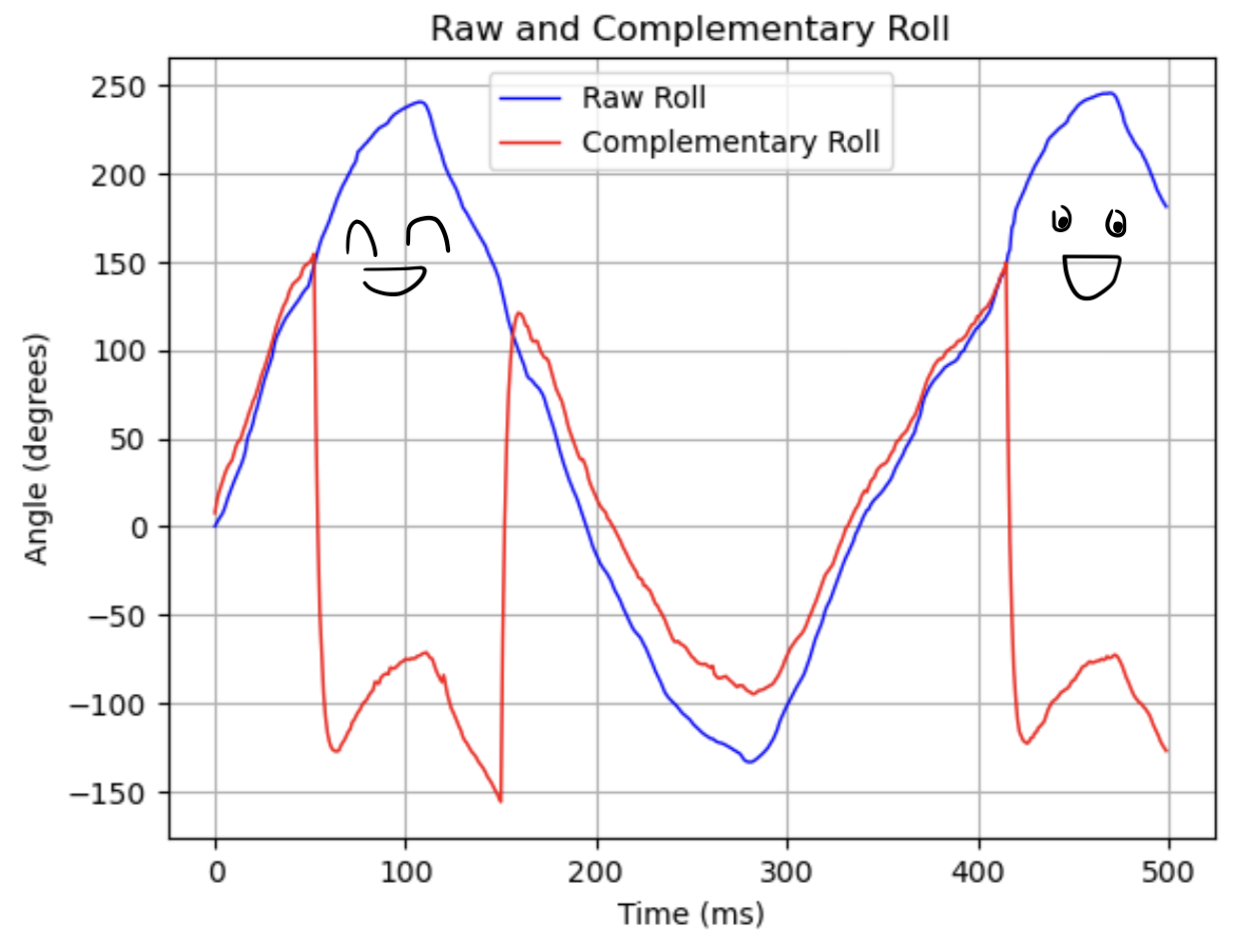 Raw and Complementary Roll
Raw Roll
Complementary Roll
Angle (degrees)
250
200
150
100
50
0
−50
−100
−150
0 100 200 300 400 500
Time (ms)